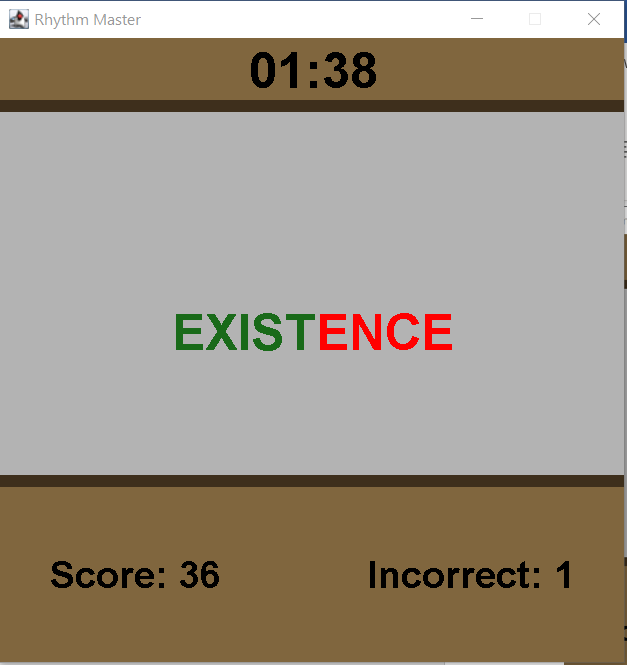 Rhythm Master
01:38
EXISTENCE
Score: 36 Incorrect: 1